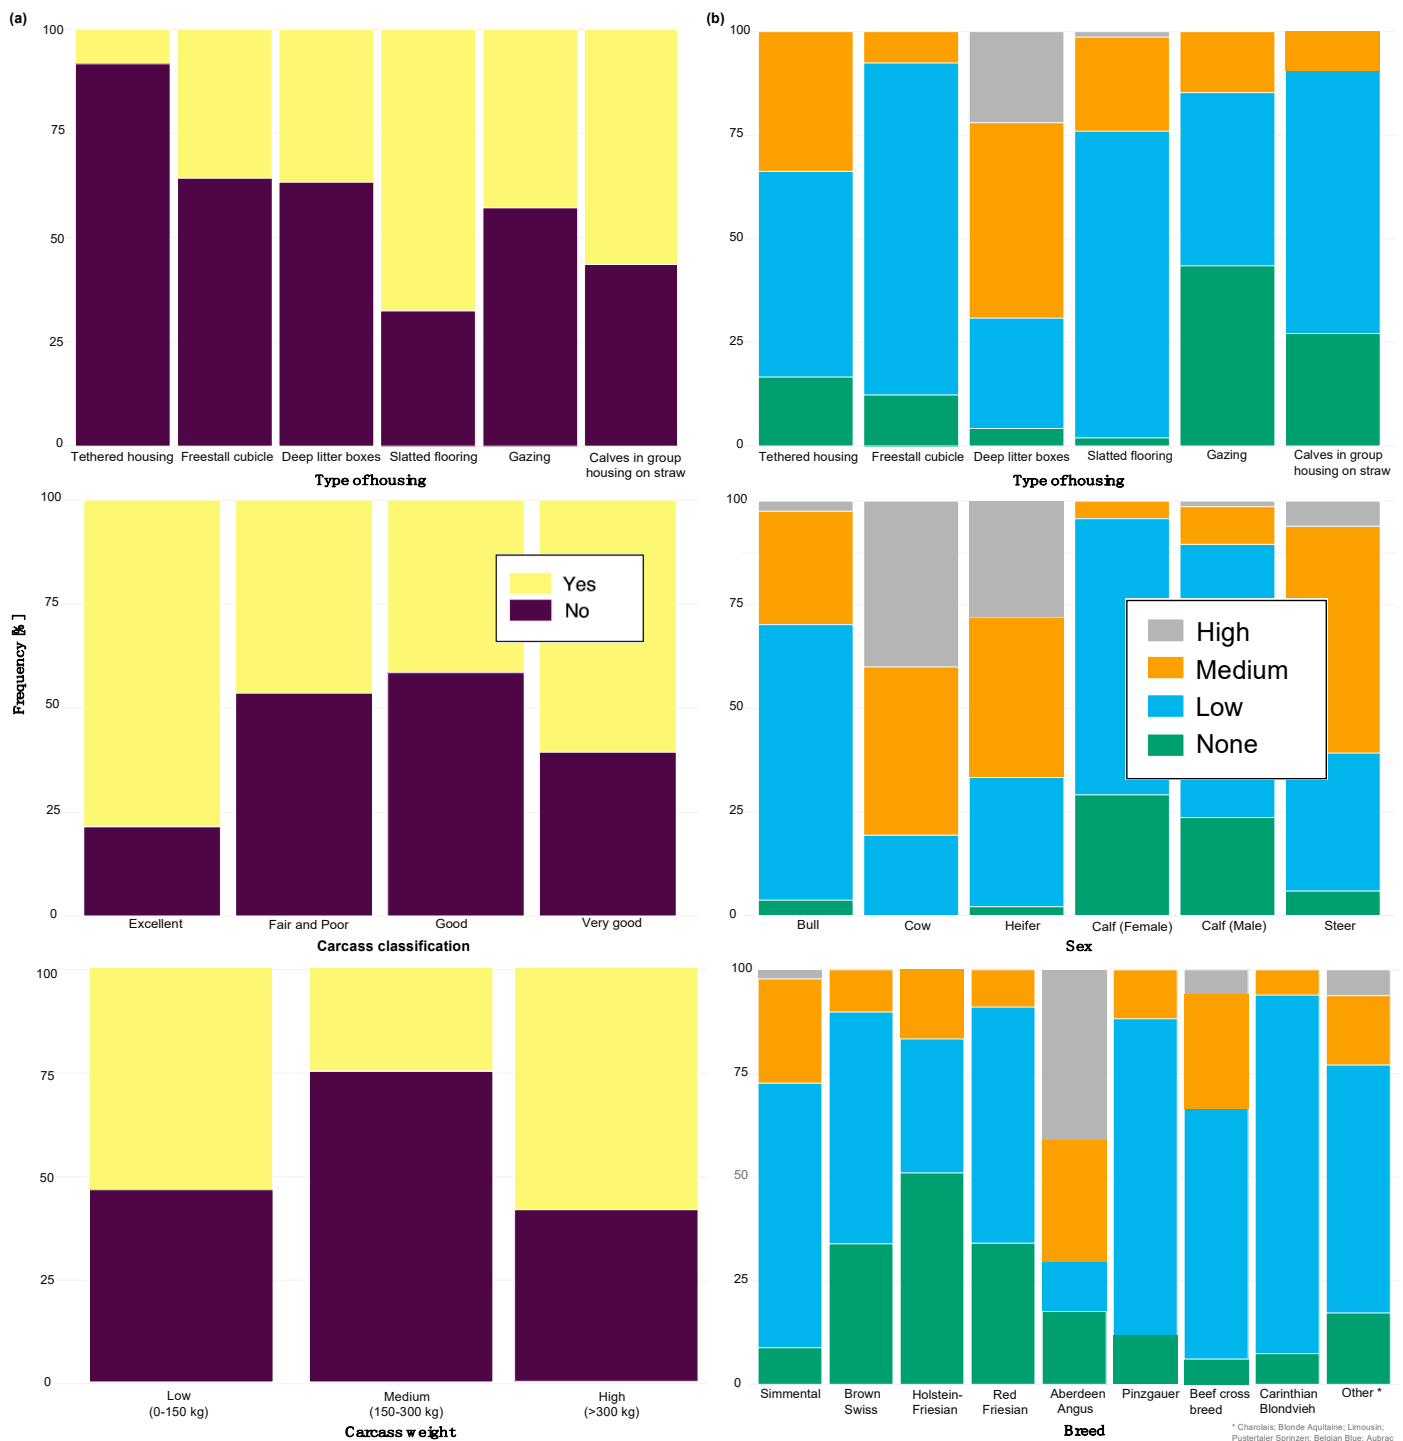 (a)
100
75
50
25
0
Tethered housing Freestall cubicle Deep litter boxes Slatted flooring Gazing Calves in group
housing on straw
Type of housing
(b)
100
75
50
25
0
Tethered housing Freestall cubicle Deep litter boxes Slatted flooring Gazing Calves in group
housing on straw
Type of housing
Frequency [%]
100
75
50
25
0
Yes
No
Excellent Fair and Poor Good Very good
Carcass classification
100
75
50
25
0
High
Medium
Low
None
Bull Cow Heifer Calf (Female) Calf (Male) Steer
Sex
100
75
50
25
0
Low Medium High
(0-150 kg) (150-300 kg) (>300 kg)
Carcass weight
100
75
50
25
0
Simmental Brown Holstein- Red Aberdeen Pinzgauer Beef cross Carinthian Other *
Swiss Friesian Friesian Angus breed Blondvieh
Breed
* Charolais; Blonde Aquitaine; Limousin;
Pustertaler Sprinzen; Belgian Blue; Aubrac